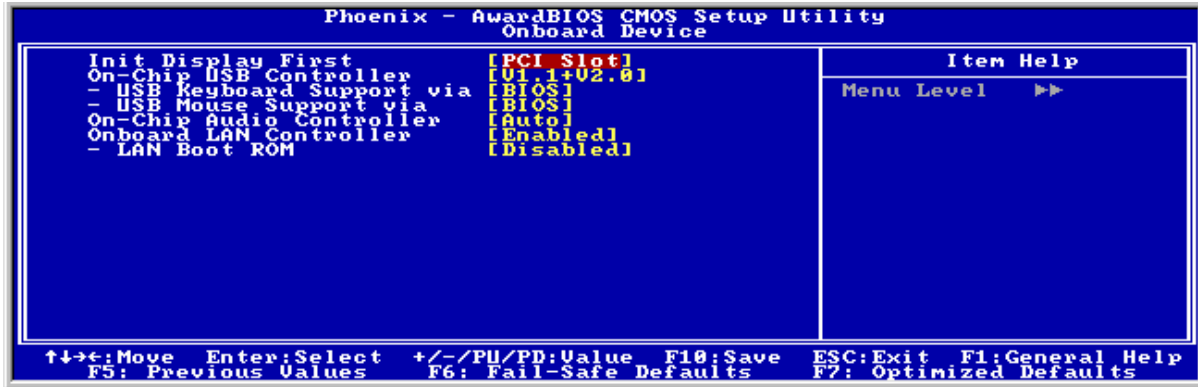 Phoenix - AwardBIOS CMOS Setup Utility
Onboard Device
Init Display First [PCI Slot]
On-Chip USB Controller [V1.1+V2.0]
- USB Keyboard Support via [BIOS]
- USB Mouse Support via [BIOS]
On-Chip Audio Controller [Auto]
Onboard LAN Controller [Enabled]
- LAN Boot ROM [Disabled]
Item Help
Menu Level ▸▸
↑↓→←:Move Enter:Select +/-/PU/PD:Value F10:Save ESC:Exit F1:General Help
F5: Previous Values F6: Fail-Safe Defaults F7: Optimized Defaults